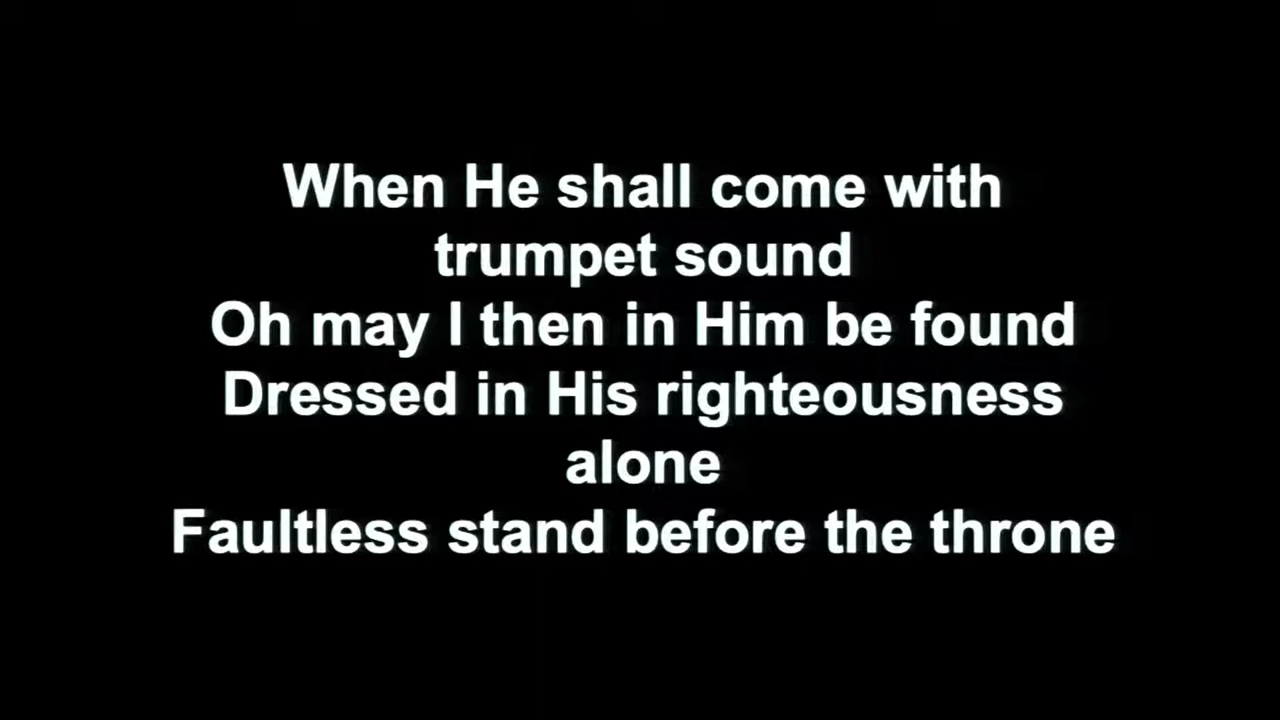 When He shall come with
trumpet sound
Oh may I then in Him be found
Dressed in His righteousness
alone
Faultless stand before the throne